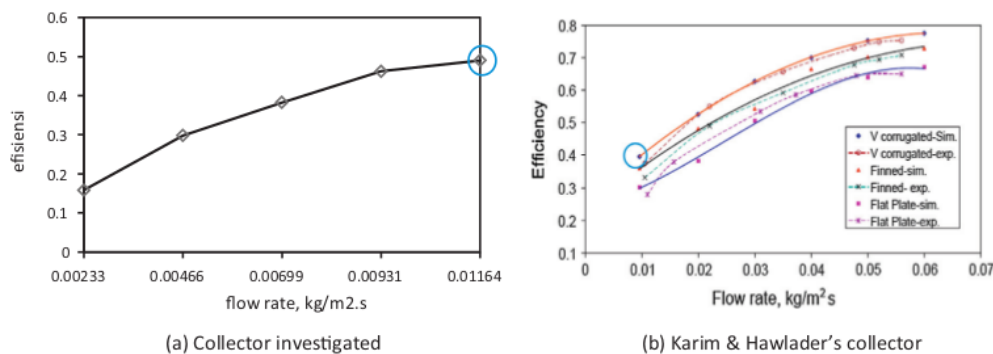 0.6
0.5
0.4
0.3
0.2
0.1
0
efisiensi
0.00233 0.00466 0.00699 0.00931 0.01164
flow rate, kg/m2.s
(a) Collector investigated
0.8
0.7
0.6
0.5
0.4
0.3
0.2
0.1
Efficiency
V corrugated-Sim.
V corrugated-exp.
Finned-sim.
Finned- exp.
Flat Plate-sim.
Flat Plate-exp.
0 0.01 0.02 0.03 0.04 0.05 0.06 0.07
Flow rate, kg/m²s
(b) Karim & Hawlader's collector